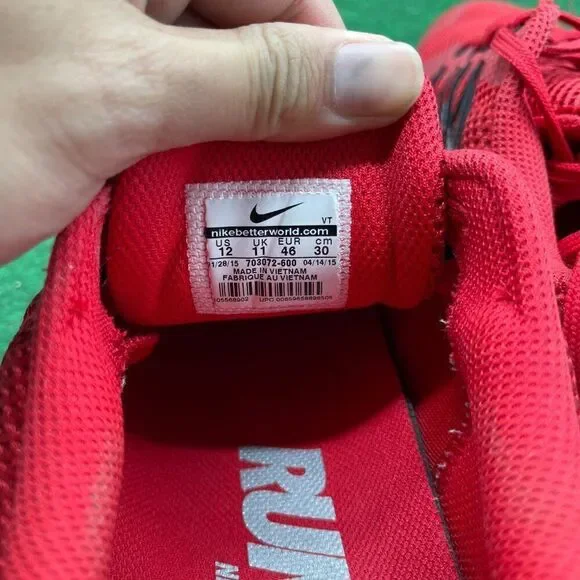 VT
nikebetterworld.com
US UK EUR cm
12 11 46 30
1/28/15 703072-600 04/14/15
MADE IN VIETNAM
FABRIQUE AU VIETNAM
RUN
N